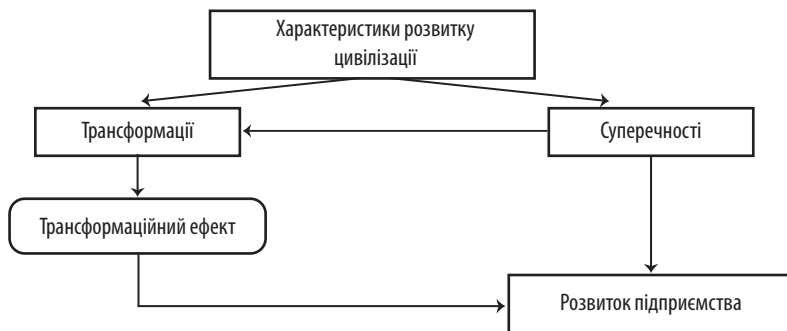 Характеристики розвитку
цивілізації
Трансформації
Суперечності
Трансформаційний ефект
Розвиток підприємства